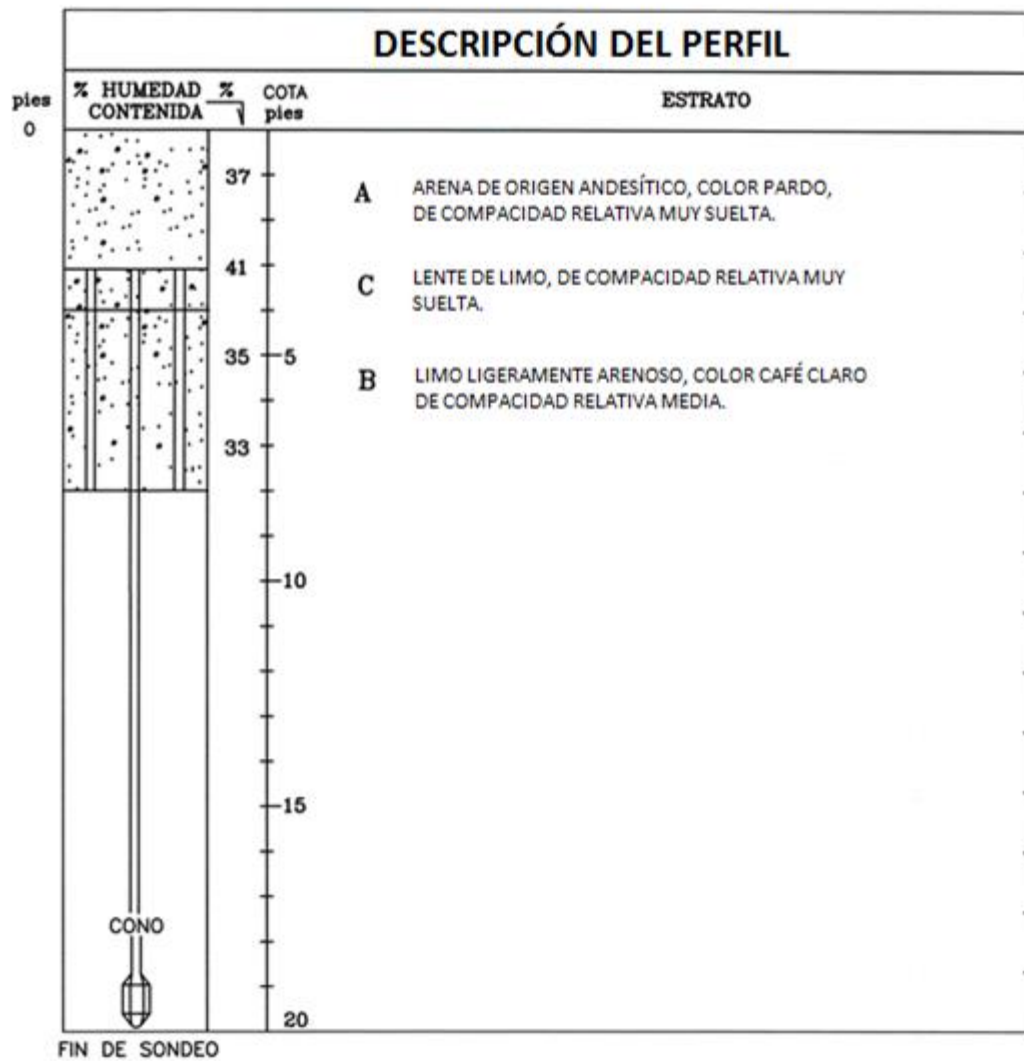 DESCRIPCIÓN DEL PERFIL
pies
0
% HUMEDAD
CONTENIDA
%
COTA
pies
ESTRATO
37
A
ARENA DE ORIGEN ANDESÍTICO, COLOR PARDO,
DE COMPACIDAD RELATIVA MUY SUELTA.
41
C
LENTE DE LIMO, DE COMPACIDAD RELATIVA MUY
SUELTA.
35
5
B
LIMO LIGERAMENTE ARENOSO, COLOR CAFÉ CLARO
DE COMPACIDAD RELATIVA MEDIA.
33
10
15
CONO
20
FIN DE SONDEO